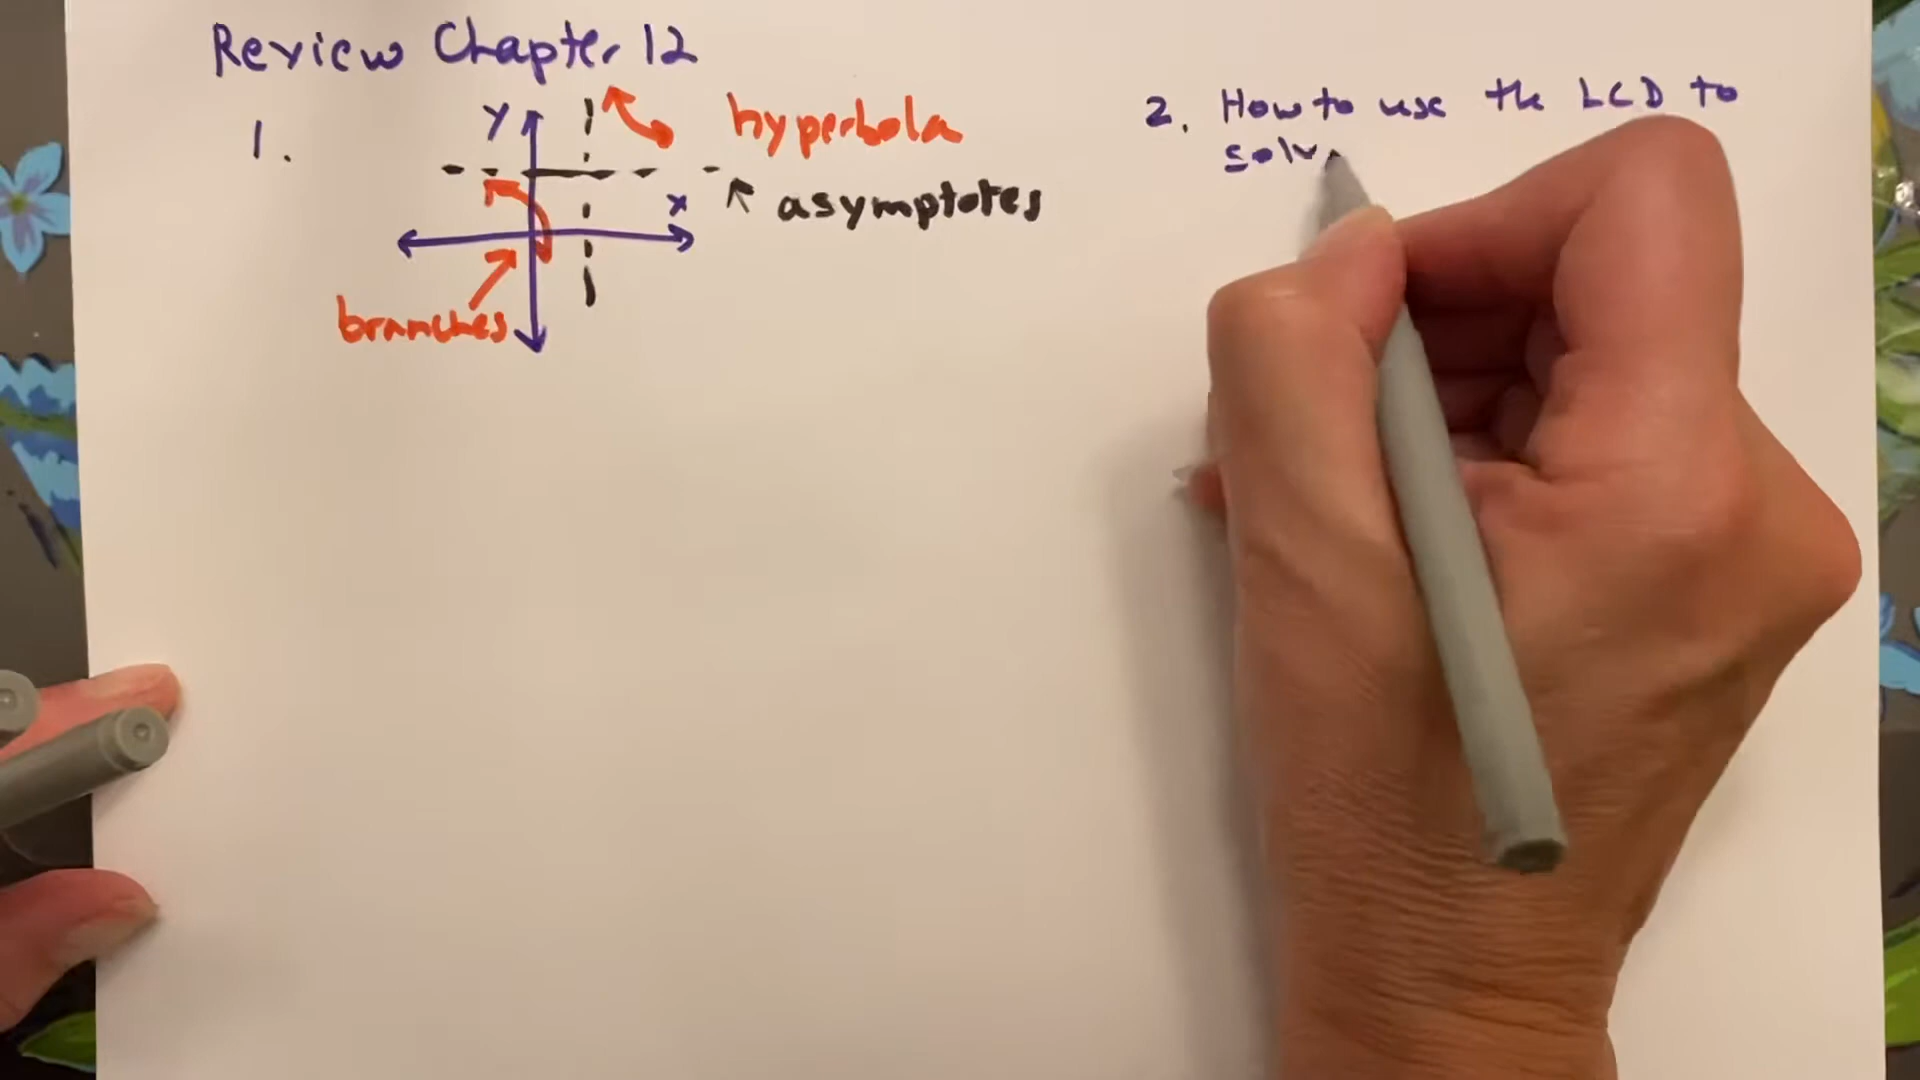 Review Chapter 12
1.
y
hyperbola
x
asymptotes
branches
2. How to use the LCD to
solv